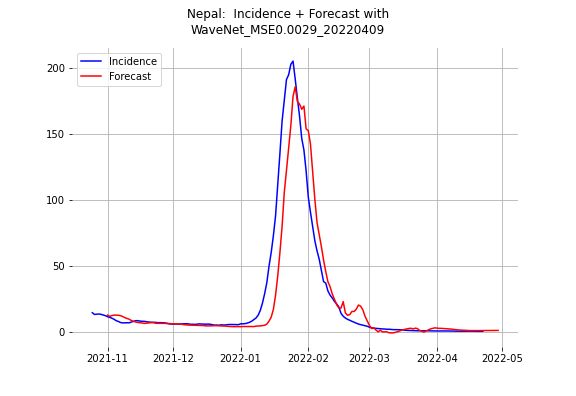 Nepal:  Incidence + Forecast with
WaveNet_MSE0.0029_20220409
Incidence
Forecast
200
150
100
50
0
2021-11 2021-12 2022-01 2022-02 2022-03 2022-04 2022-05